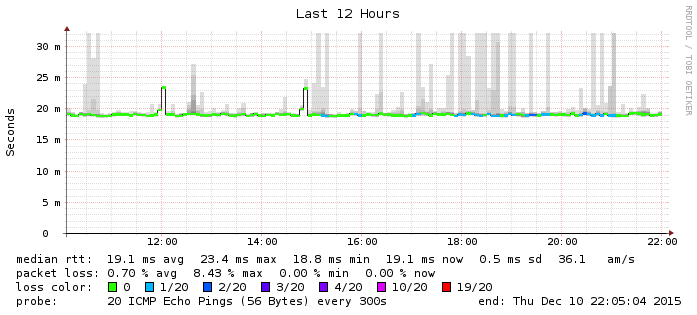 Last 12 Hours
RRDTOOL / TOBI OETIKER
Seconds
30 m
25 m
20 m
15 m
10 m
5 m
0
12:00 14:00 16:00 18:00 20:00 22:00
median rtt: 19.1 ms avg 23.4 ms max 18.8 ms min 19.1 ms now 0.5 ms sd 36.1 am/s
packet loss: 0.70 % avg 8.43 % max 0.00 % min 0.00 % now
loss color: 0 1/20 2/20 3/20 4/20 10/20 19/20
probe: 20 ICMP Echo Pings (56 Bytes) every 300s end: Thu Dec 10 22:05:04 2015